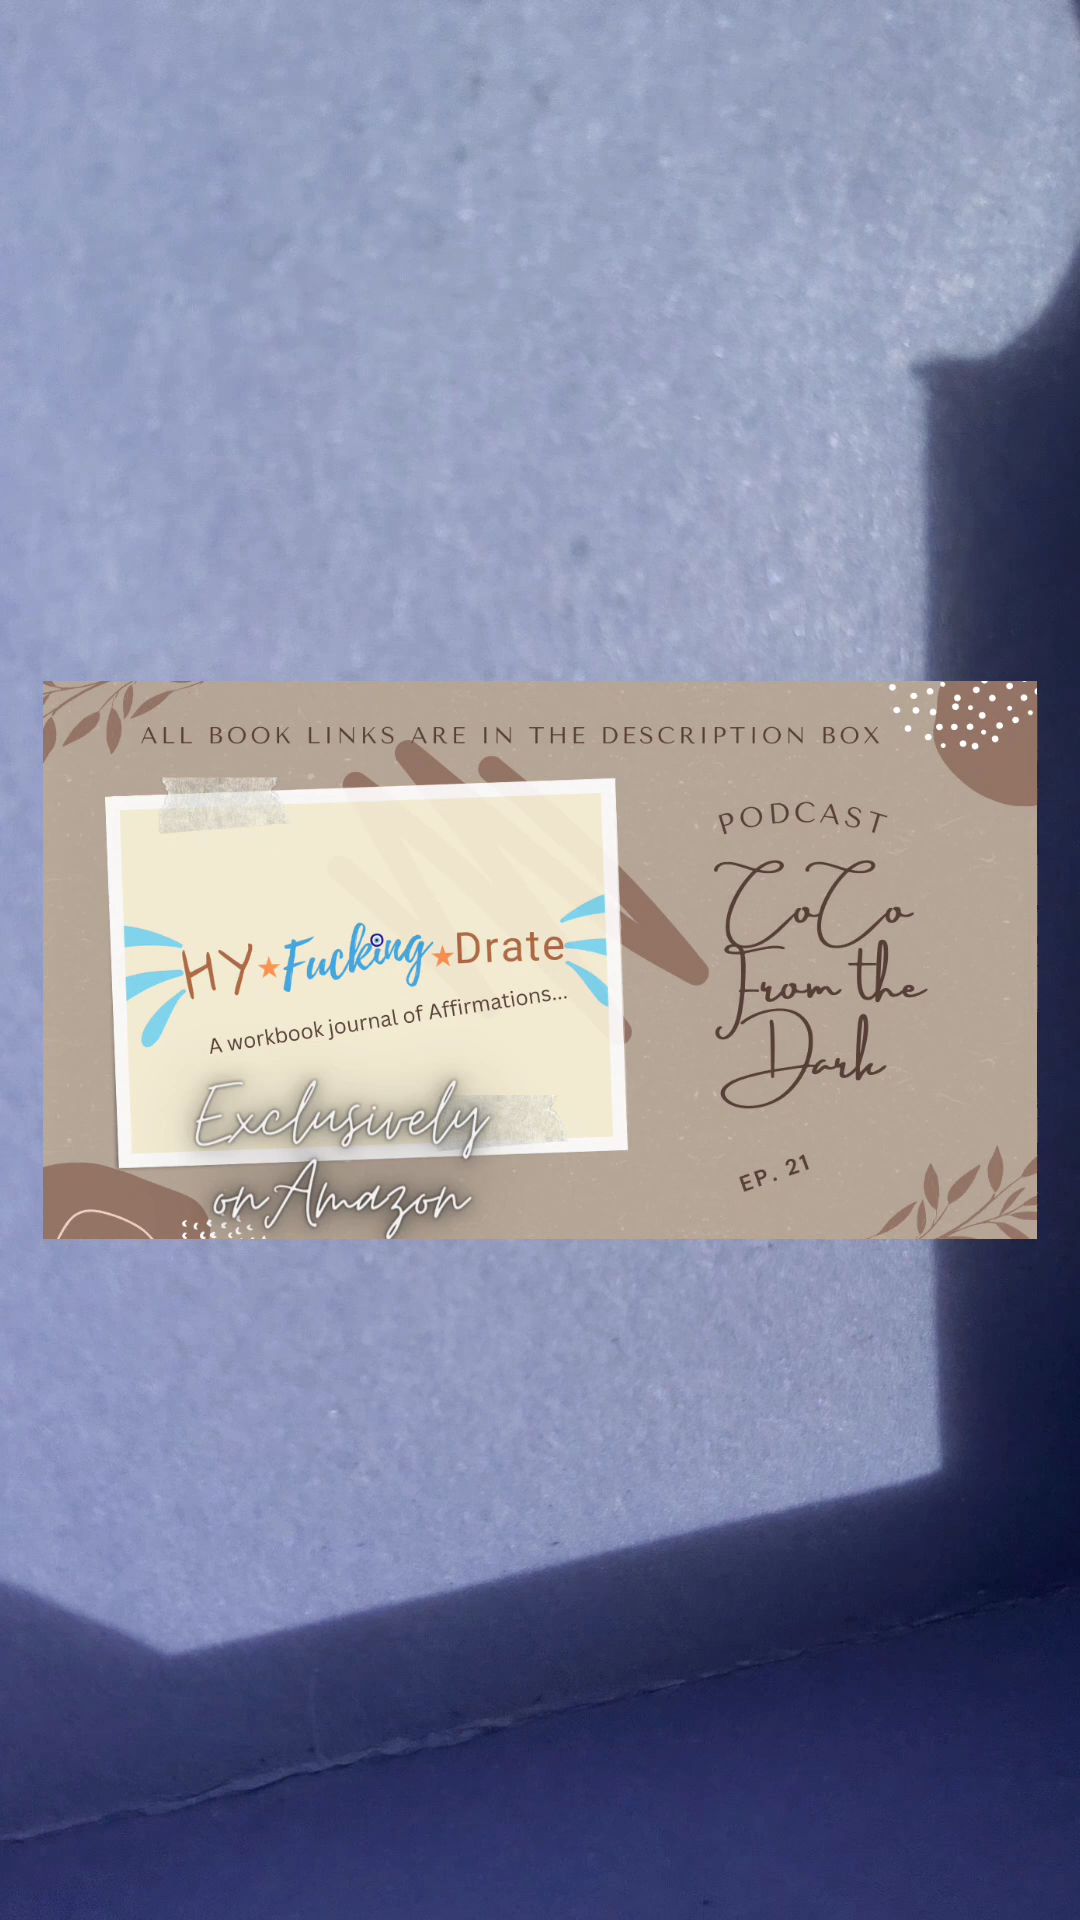 ALL BOOK LINKS ARE IN THE DESCRIPTION BOX
HY★Fucking★Drate
A workbook journal of Affirmations...
Exclusively
on Amazon
PODCAST
CoCo
From the
Dark
EP. 21